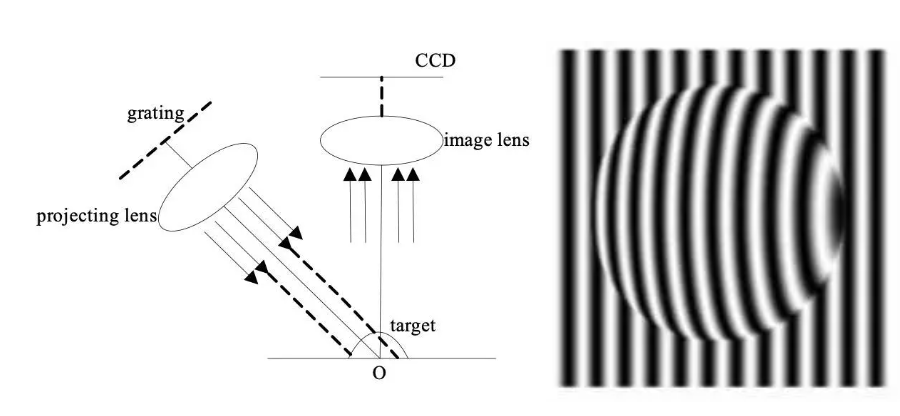 CCD
grating
image lens
projecting lens
target
O